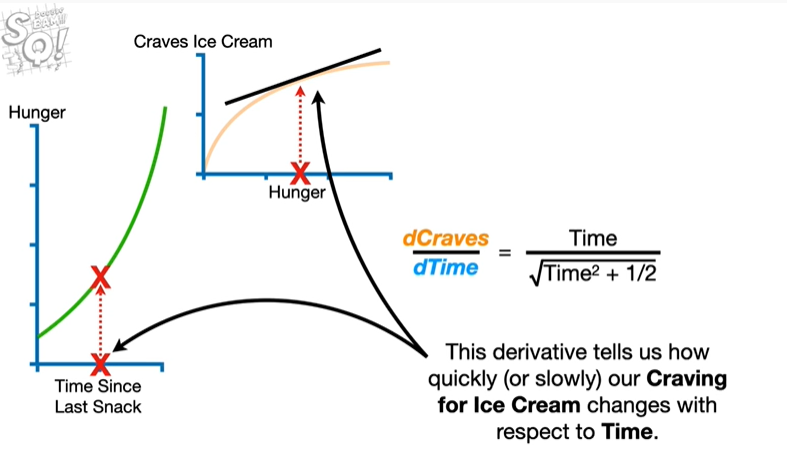 SQ!
Craves Ice Cream
Hunger
Hunger
Time Since
Last Snack
dCraves
dTime
=
Time
√Time² + 1/2
This derivative tells us how
quickly (or slowly) our Craving
for Ice Cream changes with
respect to Time.